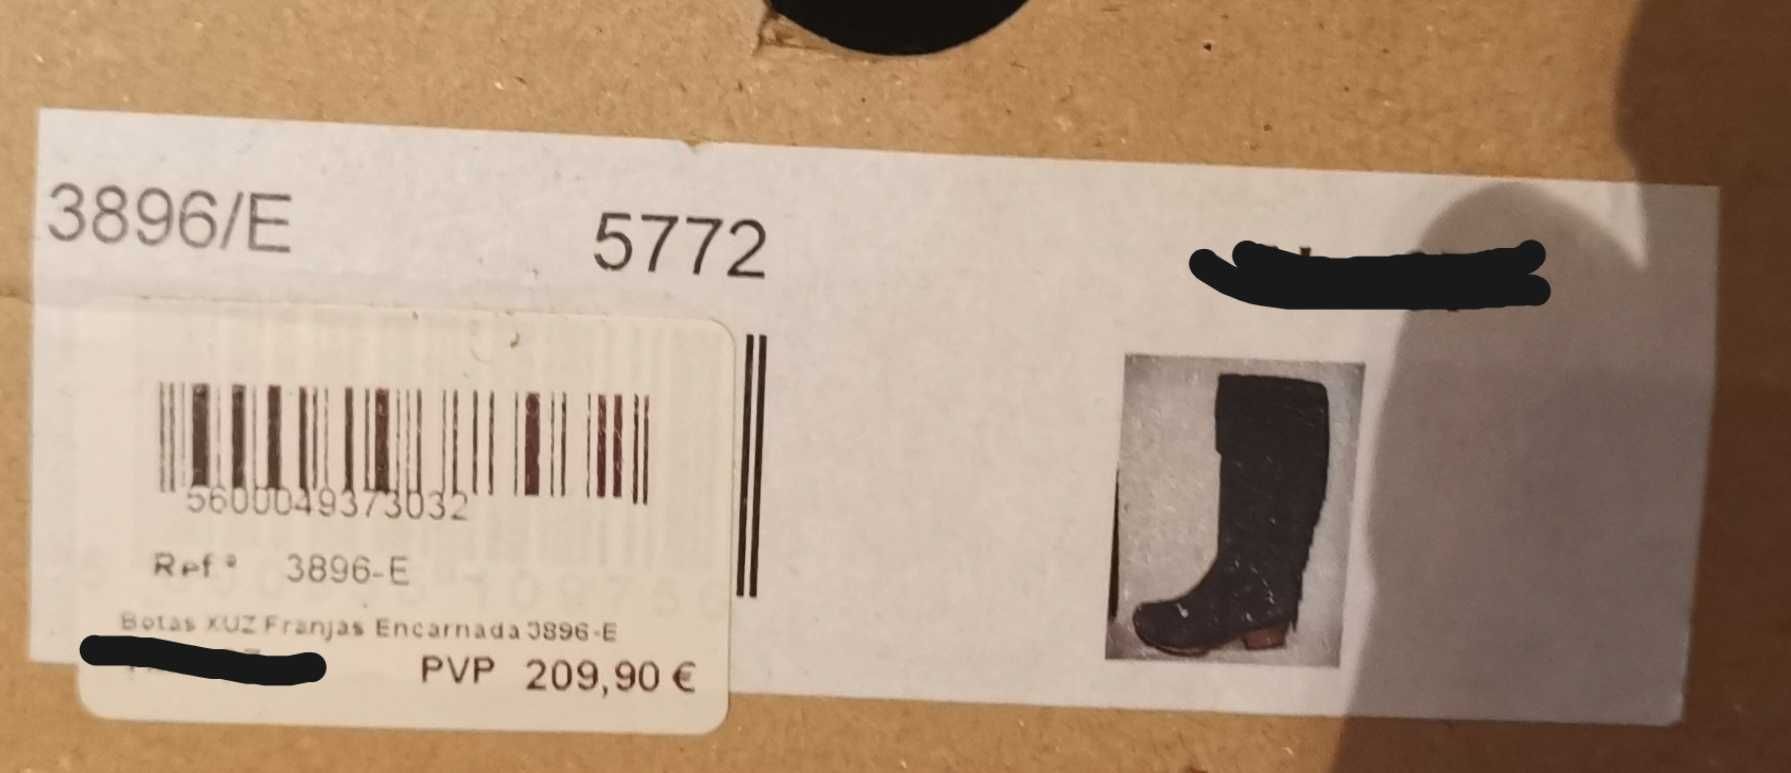 3896/E 5772
5600049373032
Ref.ª 3896-E
Botas XUZ Franjas Encarnada 3896-E
PVP 209,90 €